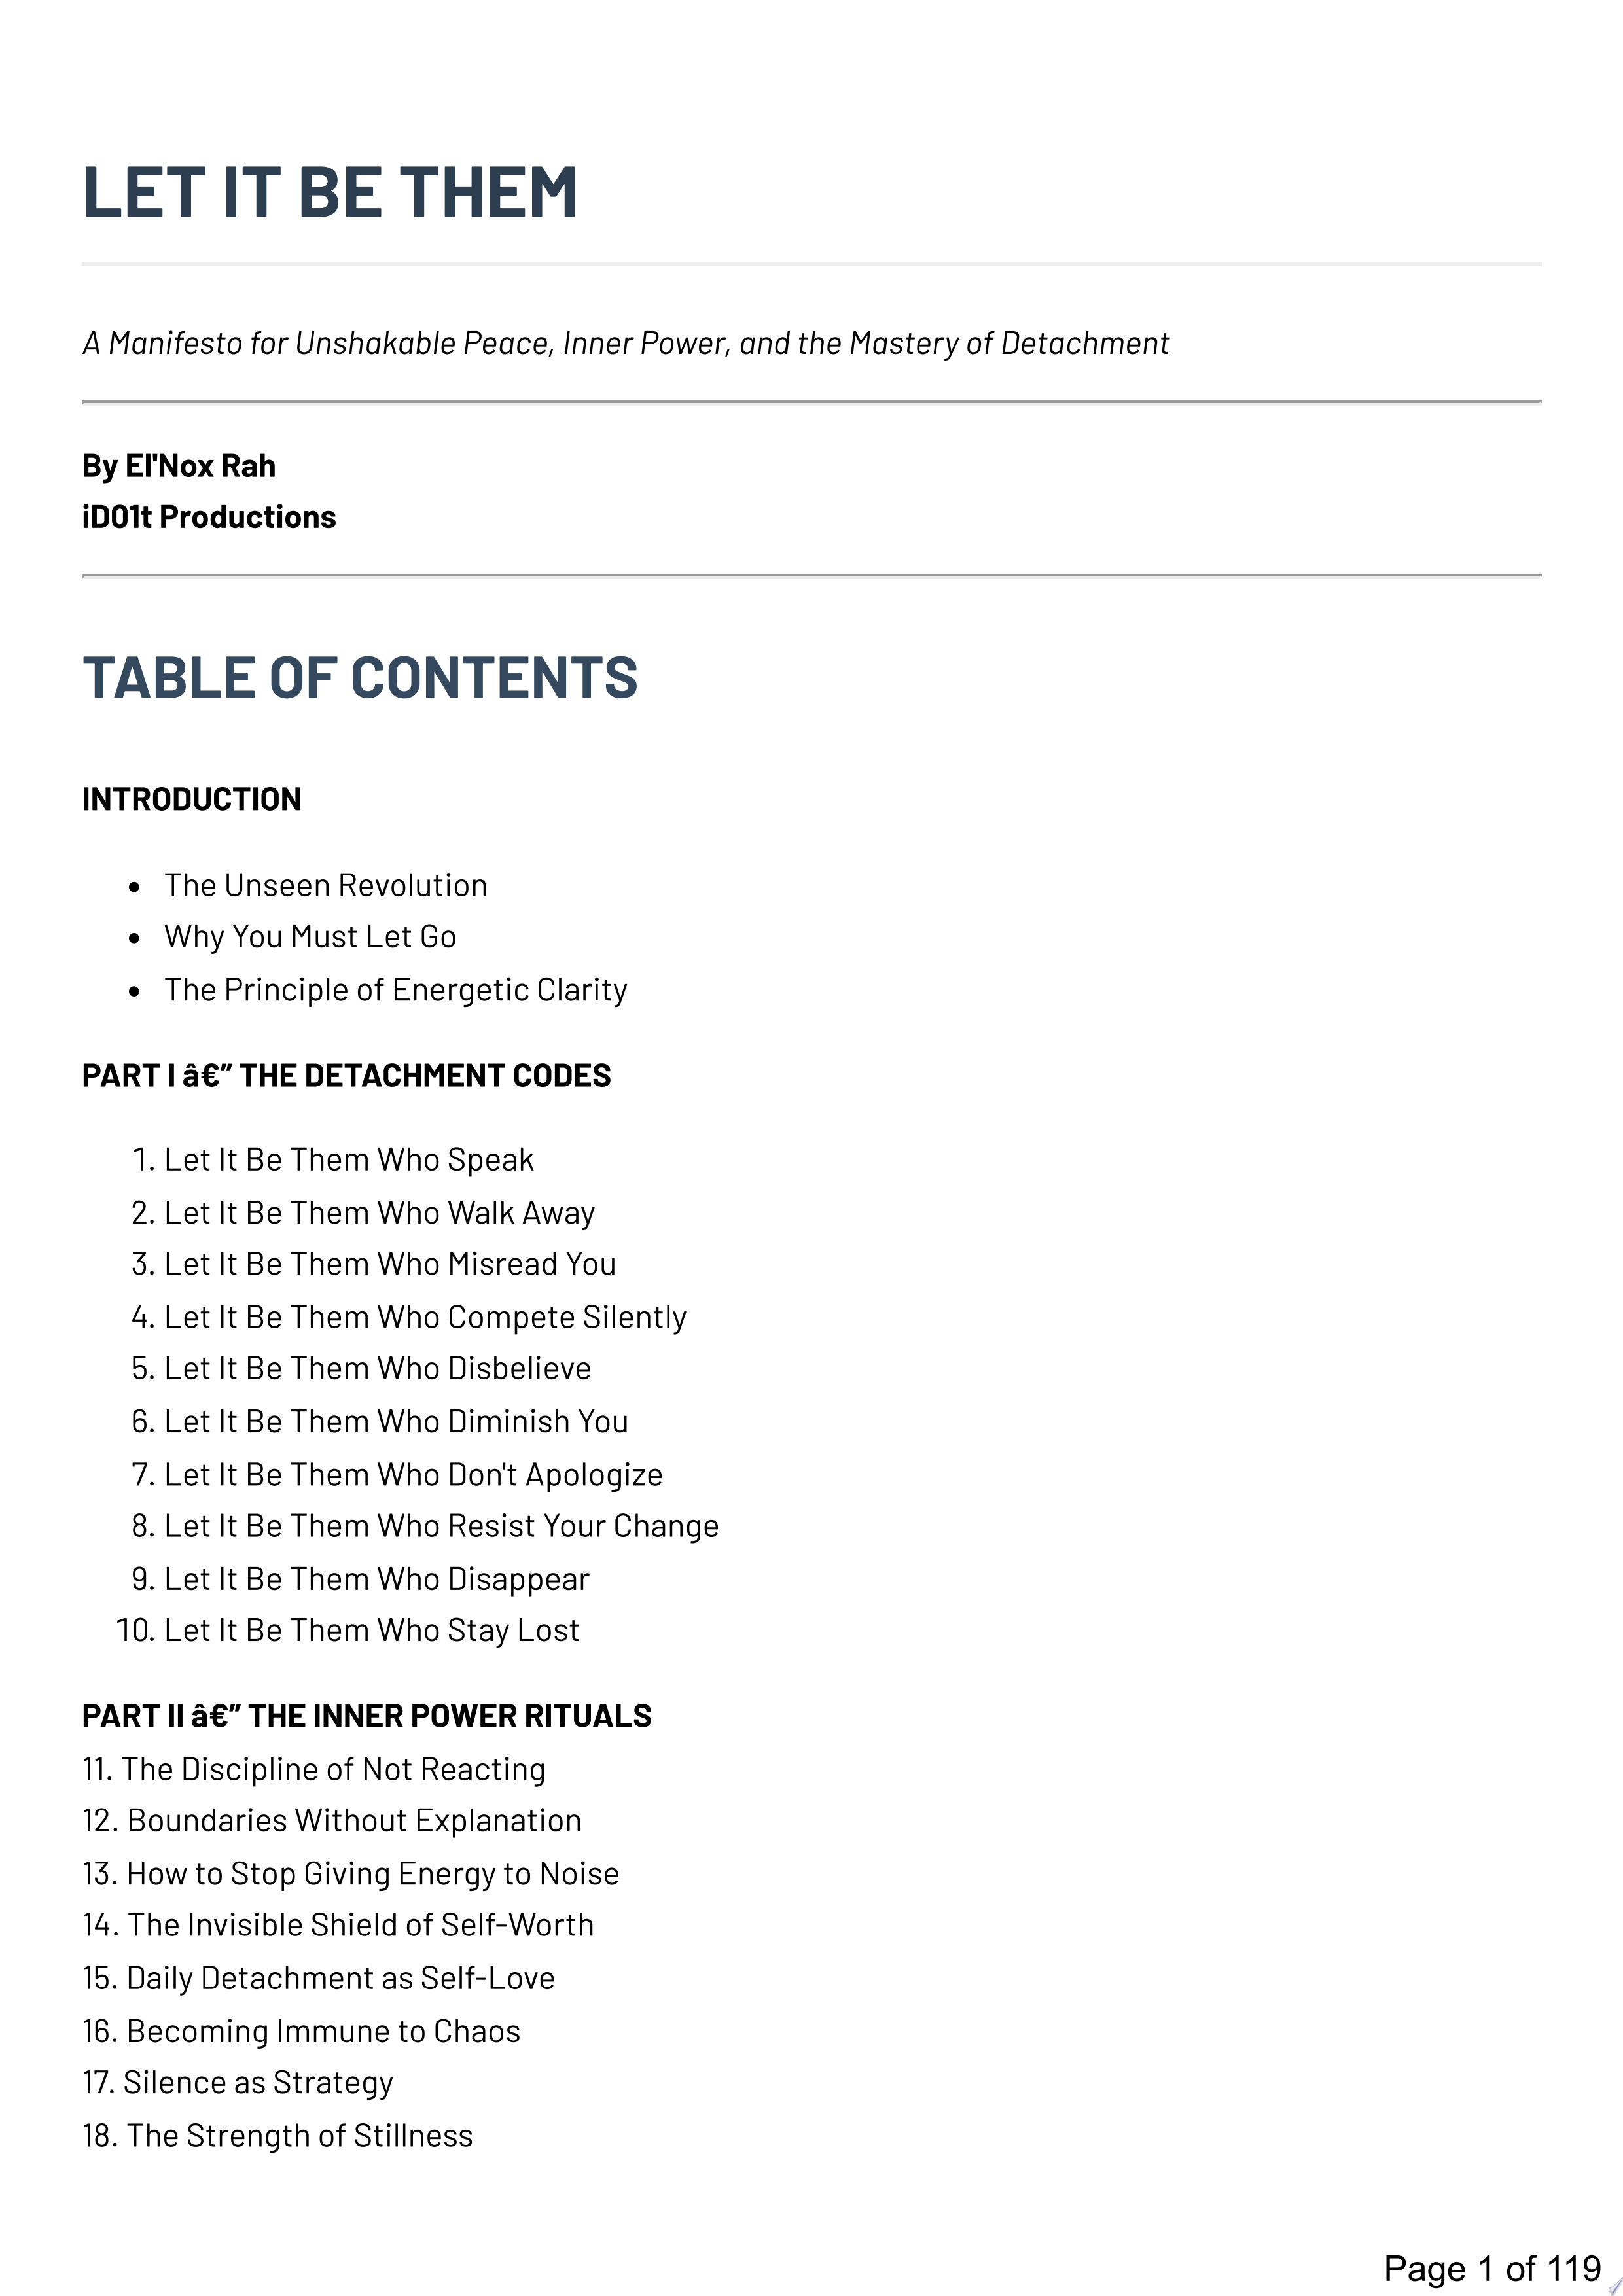 LET IT BE THEM
A Manifesto for Unshakable Peace, Inner Power, and the Mastery of Detachment
By El'Nox Rah
iD01t Productions
TABLE OF CONTENTS
INTRODUCTION
• The Unseen Revolution
• Why You Must Let Go
• The Principle of Energetic Clarity
PART I â€” THE DETACHMENT CODES
1. Let It Be Them Who Speak
2. Let It Be Them Who Walk Away
3. Let It Be Them Who Misread You
4. Let It Be Them Who Compete Silently
5. Let It Be Them Who Disbelieve
6. Let It Be Them Who Diminish You
7. Let It Be Them Who Don't Apologize
8. Let It Be Them Who Resist Your Change
9. Let It Be Them Who Disappear
10. Let It Be Them Who Stay Lost
PART II â€” THE INNER POWER RITUALS
11. The Discipline of Not Reacting
12. Boundaries Without Explanation
13. How to Stop Giving Energy to Noise
14. The Invisible Shield of Self-Worth
15. Daily Detachment as Self-Love
16. Becoming Immune to Chaos
17. Silence as Strategy
18. The Strength of Stillness
Page 1 of 119